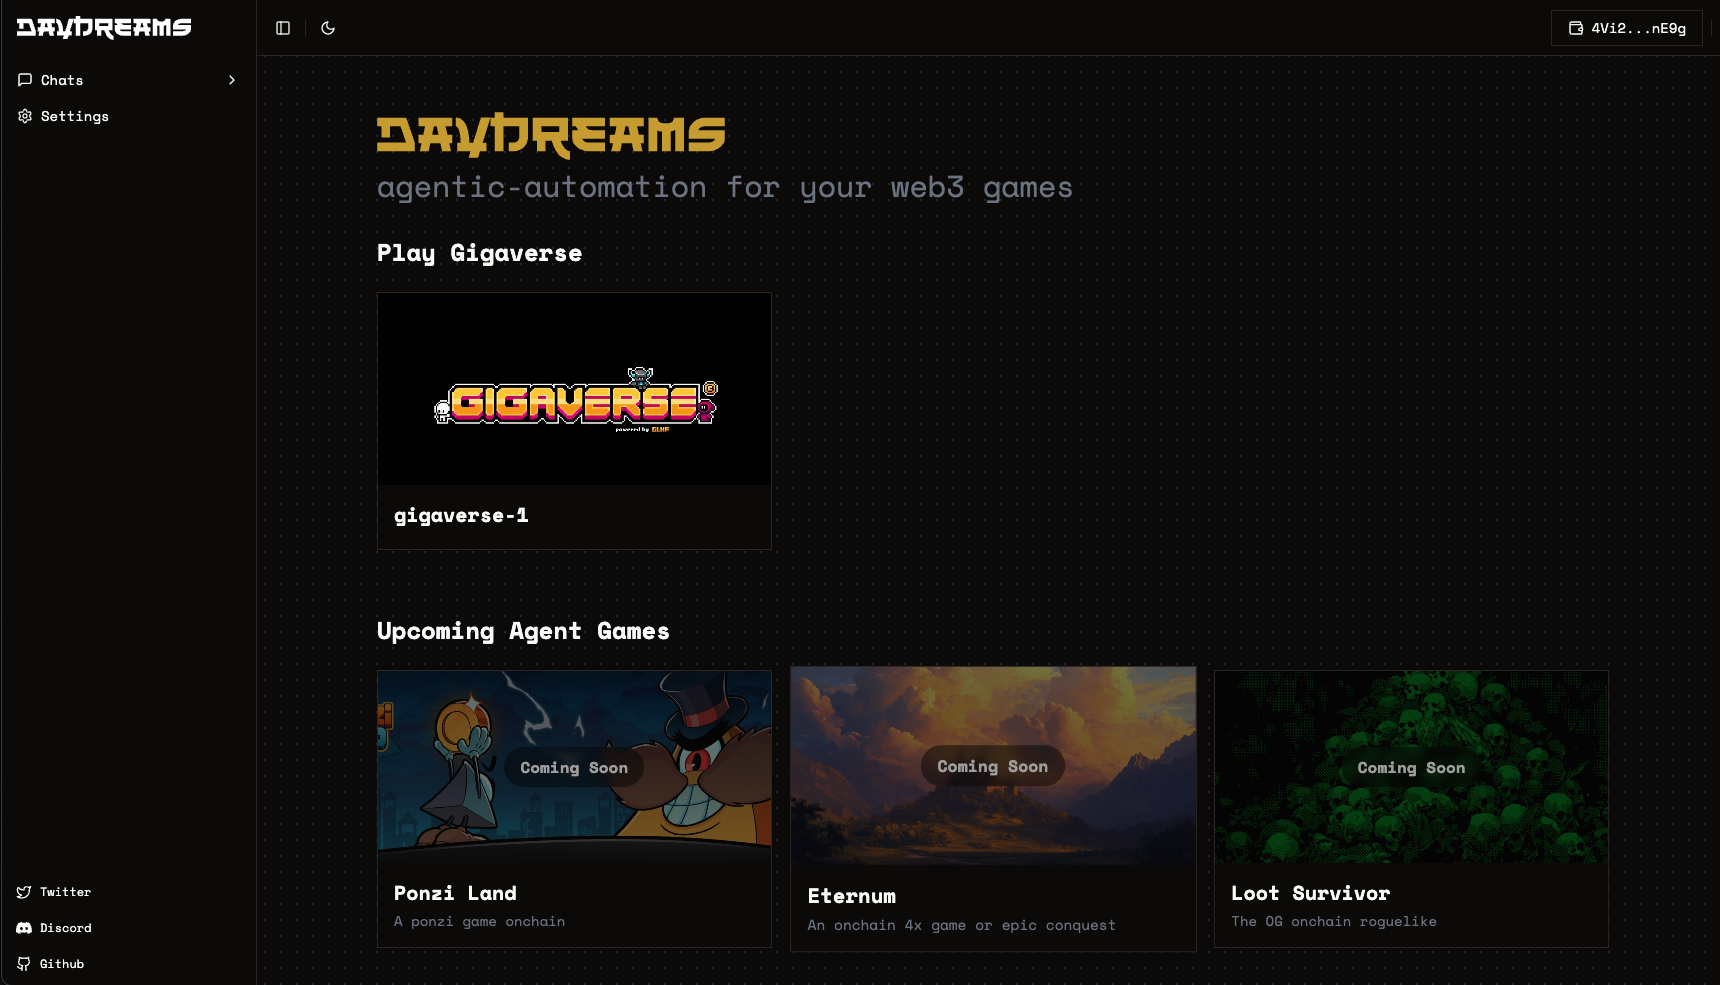 DAYDREAMS
Chats
Settings
4Vi2...nE9g
DAYDREAMS
agentic-automation for your web3 games
Play Gigaverse
GIGAVERSE
powered by GLHF
gigaverse-1
Upcoming Agent Games
Coming Soon
Ponzi Land
A ponzi game onchain
Coming Soon
Eternum
An onchain 4x game or epic conquest
Coming Soon
Loot Survivor
The OG onchain roguelike
Twitter
Discord
Github